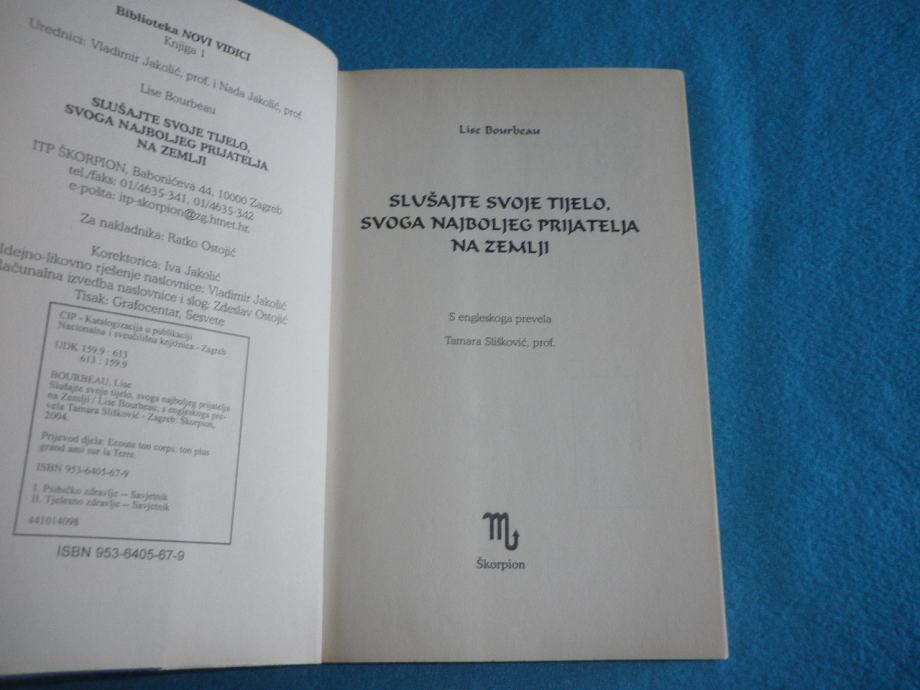 Biblioteka NOVI VIDICI
Knjiga 1
Urednici: Vladimir Jakolić, prof. i Nada Jakolić, prof.
Lise Bourbeau
SLUŠAJTE SVOJE TIJELO,
SVOGA NAJBOLJEG PRIJATELJA
NA ZEMLJI
ITP ŠKORPION, Babonićeva 44, 10000 Zagreb
tel./faks: 01/4635-341, 01/4635-342
e-pošta: itp-skorpion@zg.htnet.hr.
Za nakladnika: Ratko Ostojić
Korektorica: Iva Jakolić
Idejno-likovno rješenje naslovnice: Vladimir Jakolić
Računalna izvedba naslovnice i slog: Zdeslav Ostojić
Tisak: Grafocentar, Sesvete
CIP - Katalogizacija u publikaciji
Nacionalna i sveučilišna knjižnica - Zagreb
UDK 159.9 : 613
613 : 159.9
BOURBEAU, Lise
Slušajte svoje tijelo, svoga najboljeg prijatelja
na Zemlji / Lise Bourbeau; s engleskoga pre-
vela Tamara Slišković - Zagreb: Škorpion,
2004.
Prijevod djela: Ecoute ton corps: ton plus
grand ami sur la Terre.
ISBN 953-6405-67-9
I. Psihičko zdravlje -- Savjetnik
II. Tjelesno zdravlje -- Savjetnik
441014098
ISBN 953-6405-67-9
Lise Bourbeau
SLUŠAJTE SVOJE TIJELO,
SVOGA NAJBOLJEG PRIJATELJA
NA ZEMLJI
S engleskoga prevela
Tamara Slišković, prof.
Škorpion